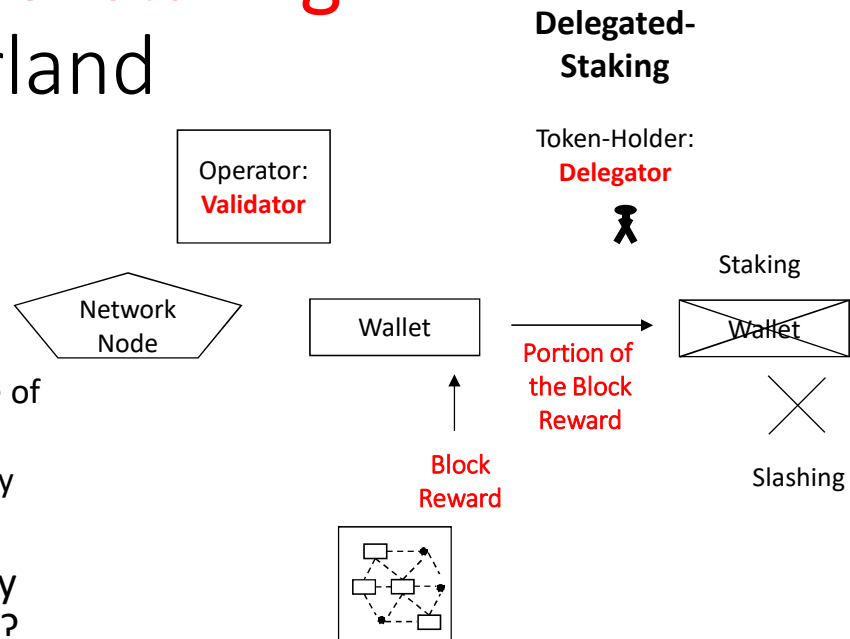 rland
Delegated-
Staking
Operator:
Validator
Token-Holder:
Delegator
Staking
Network
Node
Wallet
Wallet
Portion of
the Block
Reward
of
y
Block
Reward
Slashing
y
?